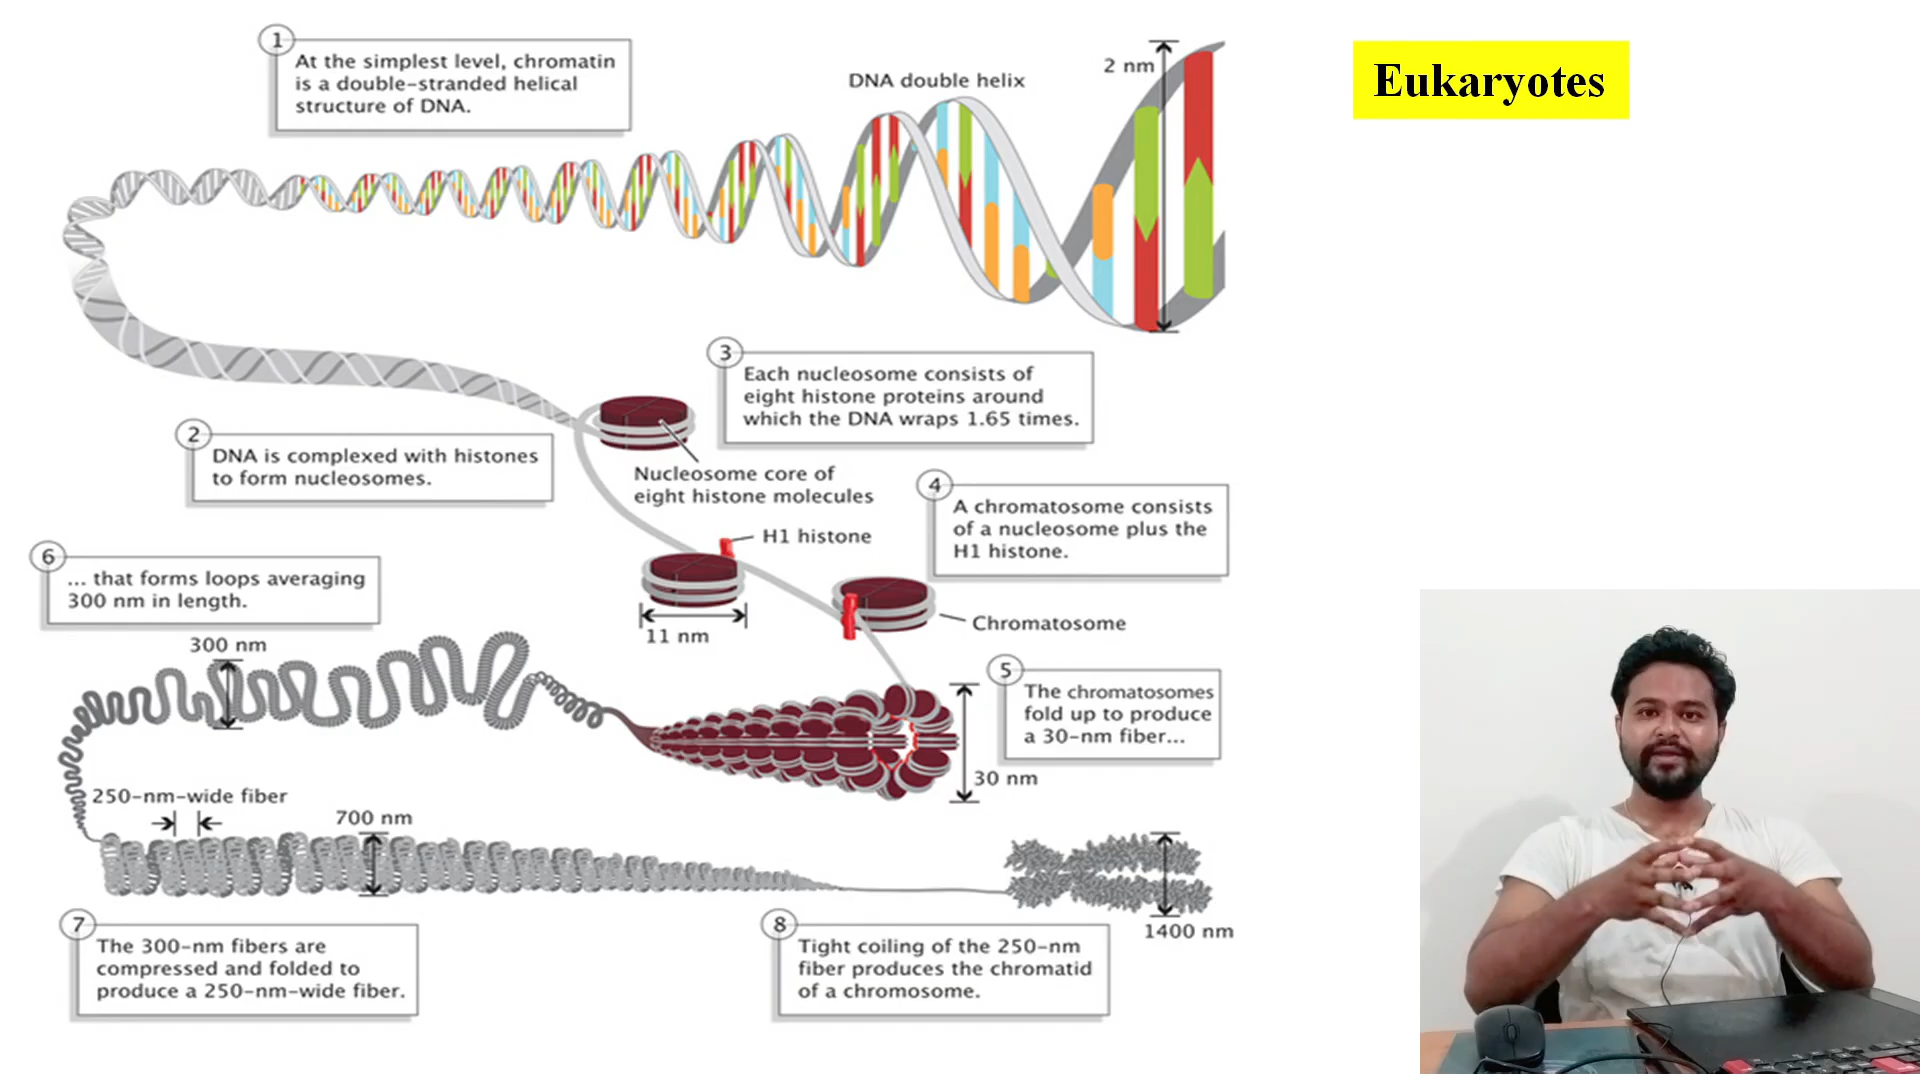 1
At the simplest level, chromatin
is a double-stranded helical
structure of DNA.
DNA double helix
2 nm
Eukaryotes
3
Each nucleosome consists of
eight histone proteins around
which the DNA wraps 1.65 times.
2
DNA is complexed with histones
to form nucleosomes.
Nucleosome core of
eight histone molecules
4
A chromatosome consists
of a nucleosome plus the
H1 histone.
H1 histone
6
... that forms loops averaging
300 nm in length.
Chromatosome
11 nm
300 nm
5
The chromatosomes
fold up to produce
a 30-nm fiber...
30 nm
250-nm-wide fiber
700 nm
1400 nm
7
The 300-nm fibers are
compressed and folded to
produce a 250-nm-wide fiber.
8
Tight coiling of the 250-nm
fiber produces the chromatid
of a chromosome.